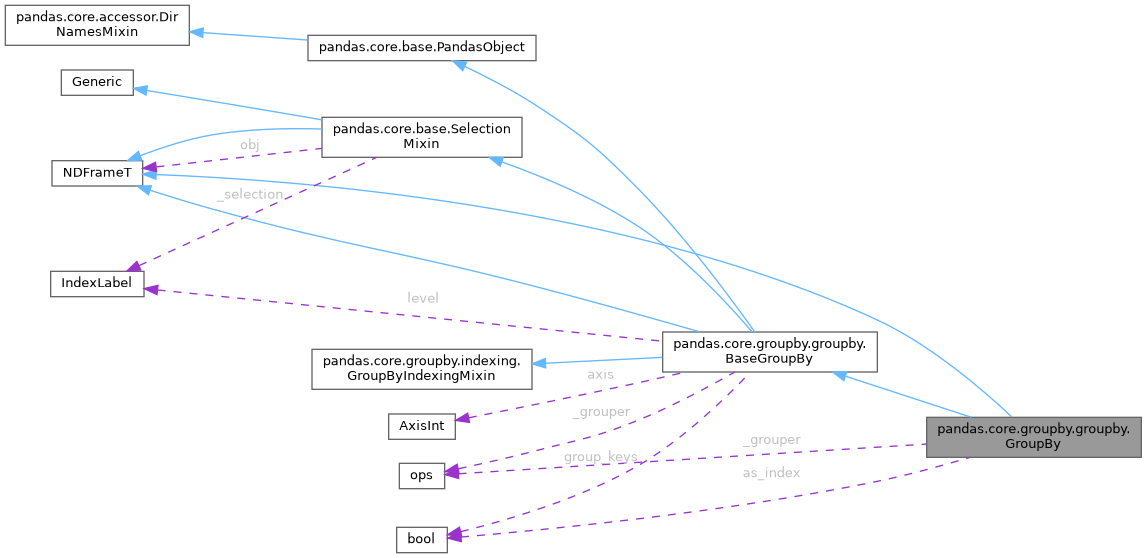 pandas.core.accessor.Dir
NamesMixin
pandas.core.base.PandasObject
Generic
pandas.core.base.Selection
Mixin
obj
NDFrameT
_selection
IndexLabel
level
pandas.core.groupby.groupby.
BaseGroupBy
pandas.core.groupby.indexing.
GroupByIndexingMixin
axis
AxisInt
_grouper
pandas.core.groupby.groupby.
GroupBy
_grouper
group_keys
ops
as_index
bool